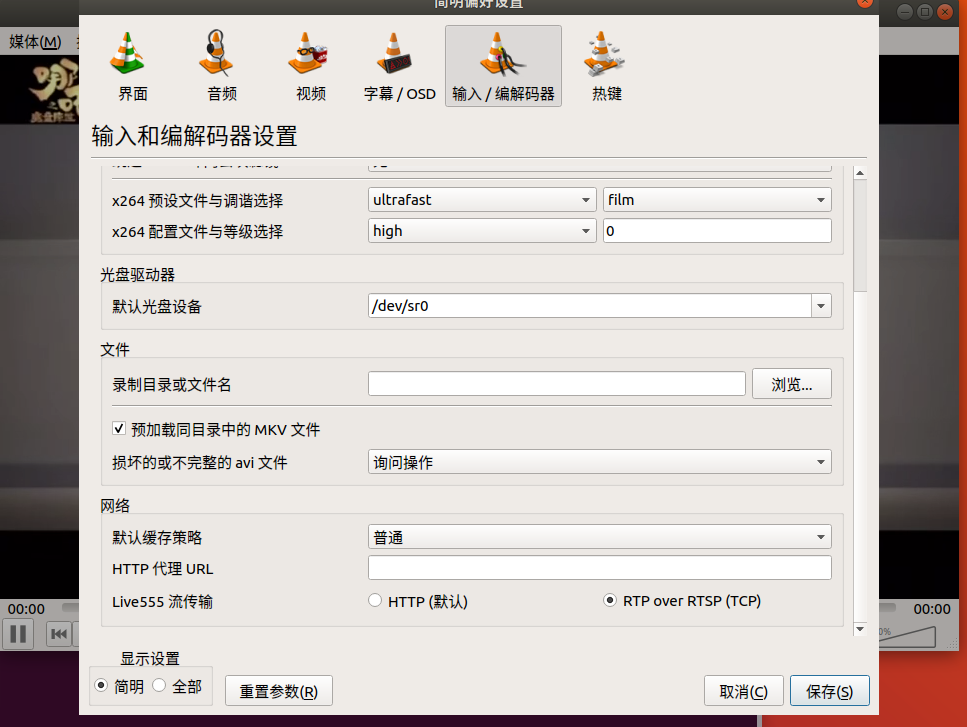 简明偏好设置
媒体(M)
界面
音频
视频
字幕 / OSD
输入 / 编解码器
热键
输入和编解码器设置
x264 预设文件与调谐选择
ultrafast
film
x264 配置文件与等级选择
high
0
光盘驱动器
默认光盘设备
/dev/sr0
文件
录制目录或文件名
浏览...
预加载同目录中的 MKV 文件
损坏的或不完整的 avi 文件
询问操作
网络
默认缓存策略
普通
HTTP 代理 URL
Live555 流传输
HTTP (默认)
RTP over RTSP (TCP)
00:00
00:00
显示设置
简明
全部
重置参数(R)
取消(C)
保存(S)